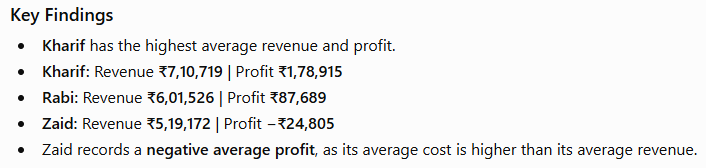 Key Findings
• Kharif has the highest average revenue and profit.
• Kharif: Revenue ₹7,10,719 | Profit ₹1,78,915
• Rabi: Revenue ₹6,01,526 | Profit ₹87,689
• Zaid: Revenue ₹5,19,172 | Profit −₹24,805
• Zaid records a negative average profit, as its average cost is higher than its average revenue.